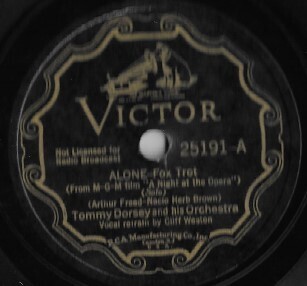 VICTOR
Not Licensed for
Radio Broadcast
25191-A
ALONE-Fox Trot
(From M-G-M film "A Night at the Opera")
(Arthur Freed-Nacio Herb Brown)
Tommy Dorsey and his Orchestra
Vocal refrain by Cliff Weston
RCA Manufacturing Co., Inc.